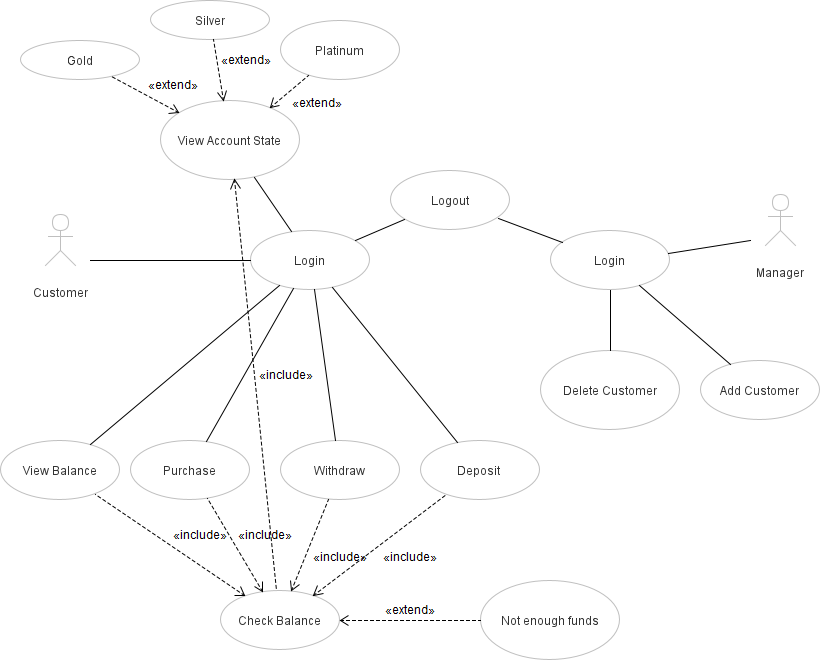 Silver
Gold
Platinum
«extend»
«extend»
«extend»
View Account State
Logout
Login
Login
Customer
Manager
«include»
Delete Customer
Add Customer
View Balance
Purchase
Withdraw
Deposit
«include»
«include»
«include»
«include»
«extend»
Check Balance
Not enough funds